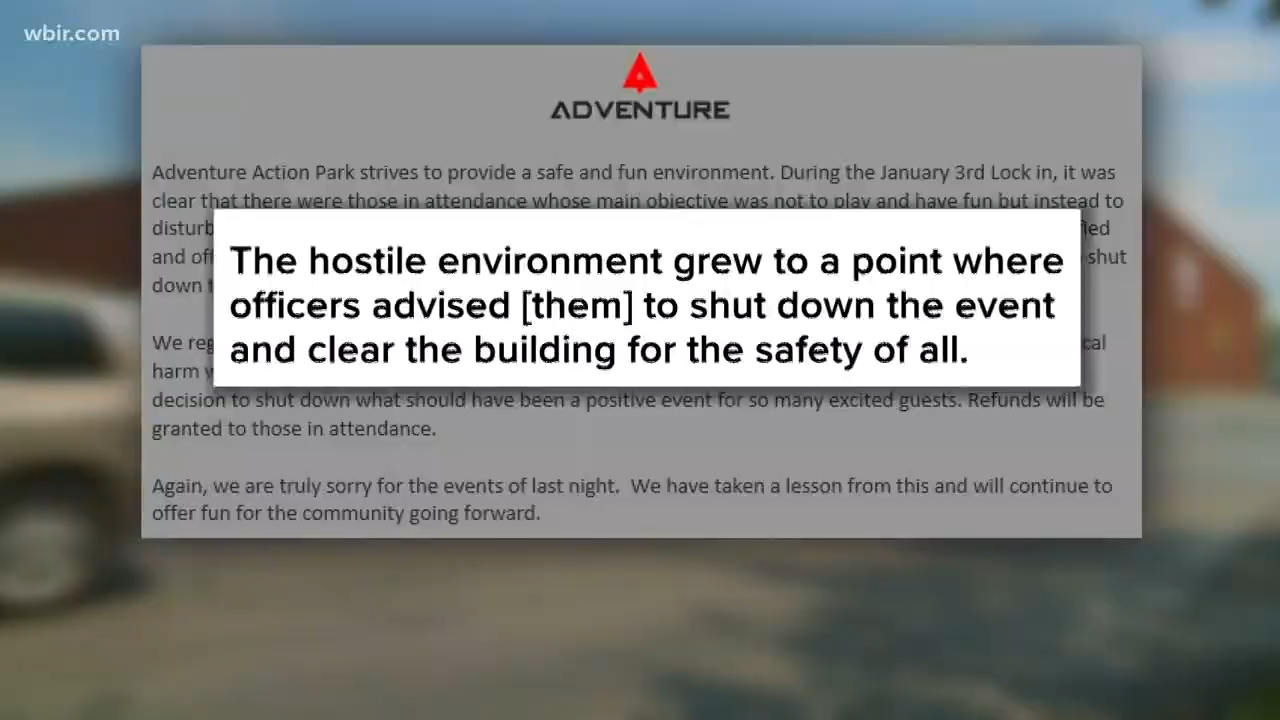 wbir.com
ADVENTURE
Adventure Action Park strives to provide a safe and fun environment. During the January 3rd Lock in, it was
clear that there were those in attendance whose main objective was not to play and have fun but instead to
The hostile environment grew to a point where
officers advised [them] to shut down the event
and clear the building for the safety of all.
and
shut
down
We
harm
decision to shut down what should have been a positive event for so many excited guests. Refunds will be
granted to those in attendance.
Again, we are truly sorry for the events of last night.  We have taken a lesson from this and will continue to
offer fun for the community going forward.